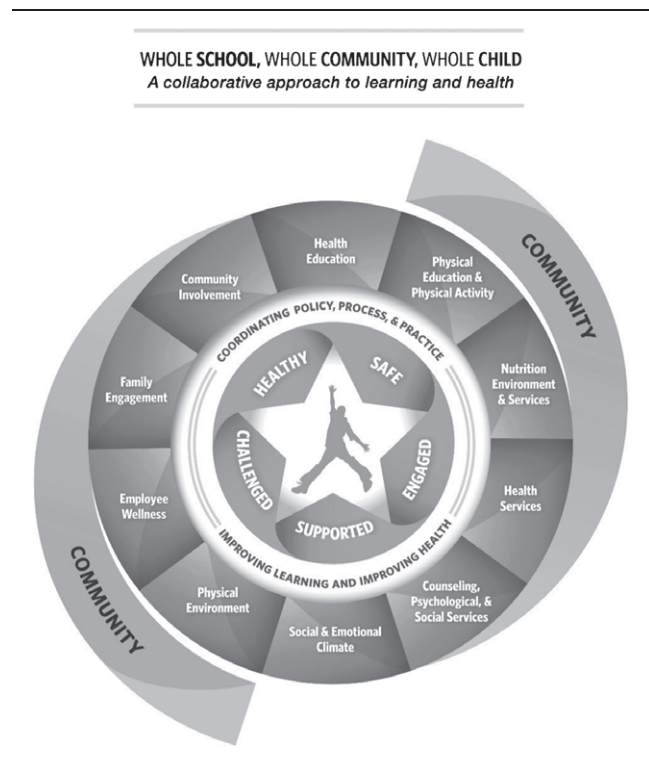 WHOLE SCHOOL, WHOLE COMMUNITY, WHOLE CHILD
A collaborative approach to learning and health
COMMUNITY
Health
Education
Physical
Education &
Physical Activity
Nutrition
Environment
& Services
Health
Services
Counseling,
Psychological, &
Social Services
Social & Emotional
Climate
Physical
Environment
Employee
Wellness
Family
Engagement
Community
Involvement
COORDINATING POLICY, PROCESS, & PRACTICE
IMPROVING LEARNING AND IMPROVING HEALTH
HEALTHY
SAFE
ENGAGED
SUPPORTED
CHALLENGED
COMMUNITY